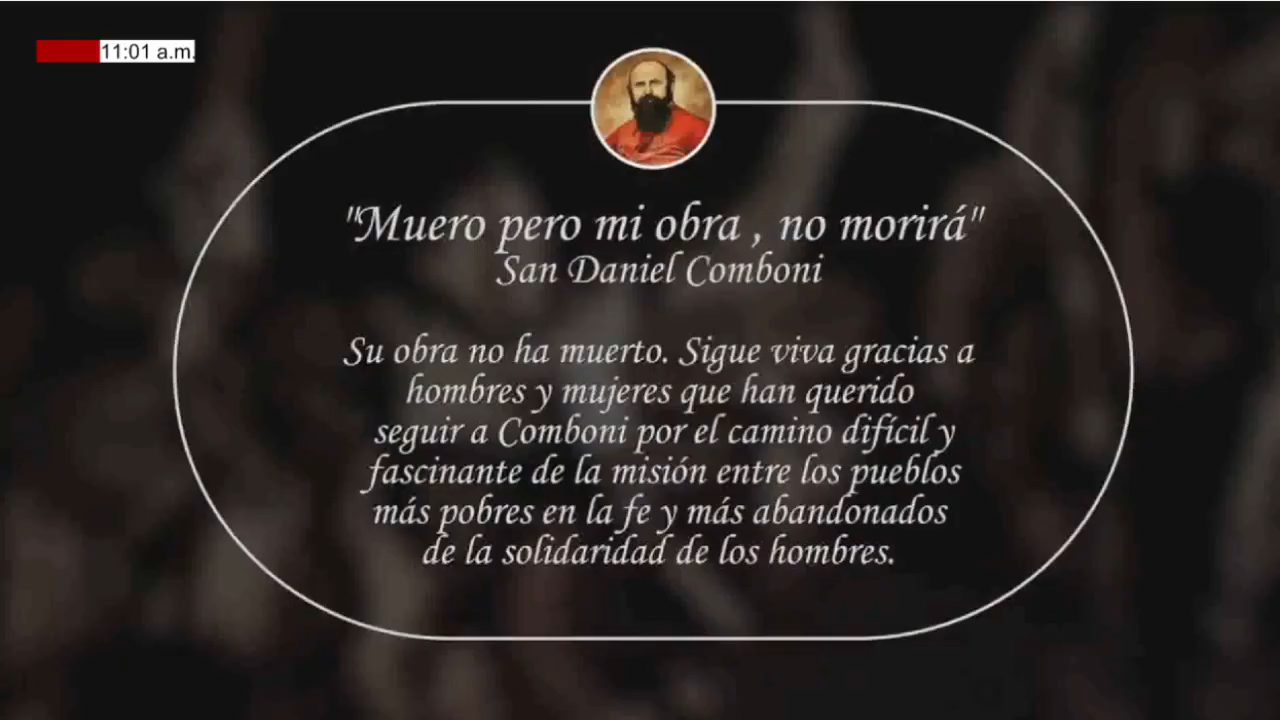 11:01 a.m.
"Muero pero mi obra , no morirá"
San Daniel Comboni
Su obra no ha muerto. Sigue viva gracias a
hombres y mujeres que han querido
seguir a Comboni por el camino difícil y
fascinante de la misión entre los pueblos
más pobres en la fe y más abandonados
de la solidaridad de los hombres.